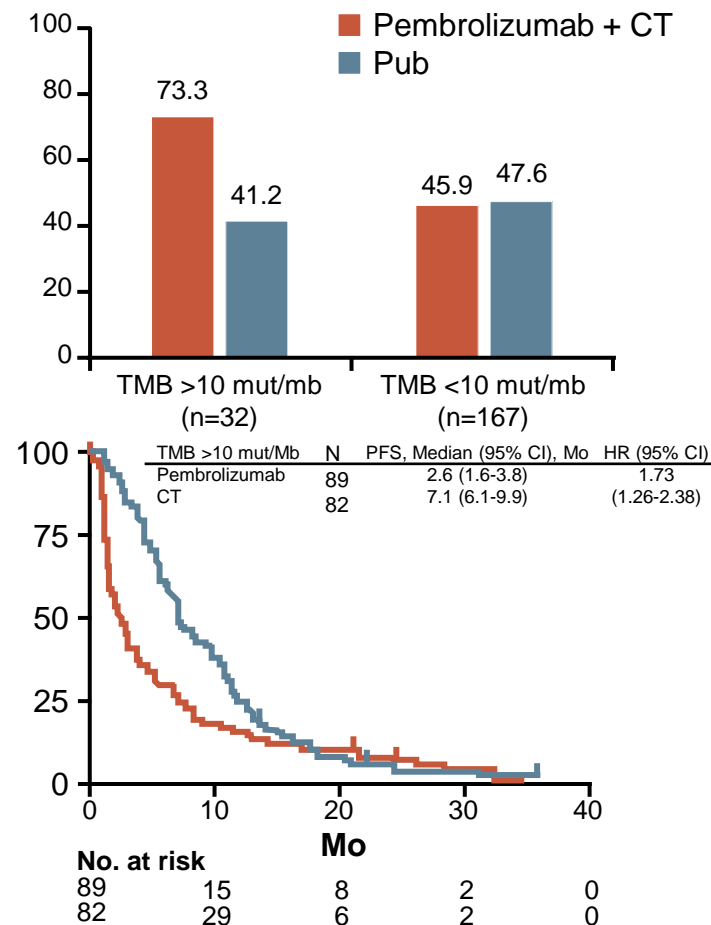 Pembrolizumab + CT
Pub
100
80
60
40
20
0
73.3
41.2
45.9
47.6
TMB >10 mut/mb
(n=32)
TMB <10 mut/mb
(n=167)
TMB >10 mut/Mb N PFS, Median (95% CI), Mo HR (95% CI)
Pembrolizumab 89 2.6 (1.6-3.8) 1.73
CT 82 7.1 (6.1-9.9) (1.26-2.38)
100
75
50
25
0
0 10 20 30 40
Mo
No. at risk
89 15 8 2 0
82 29 6 2 0